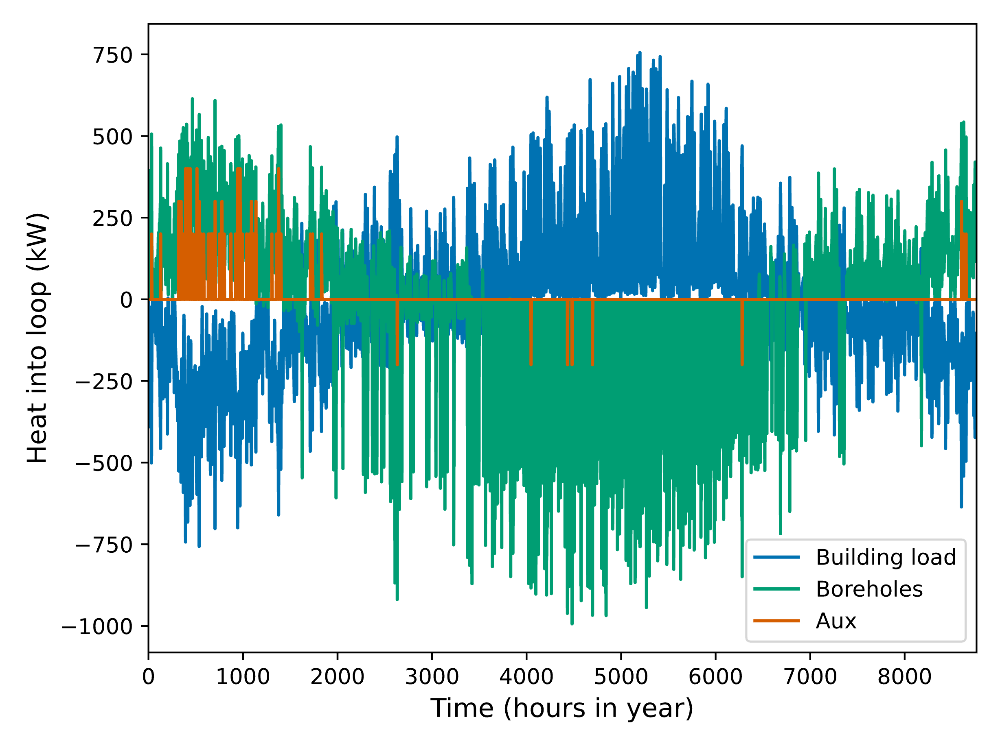 Heat into loop (kW)
750
500
250
0
−250
−500
−750
−1000
Building load
Boreholes
Aux
0 1000 2000 3000 4000 5000 6000 7000 8000
Time (hours in year)